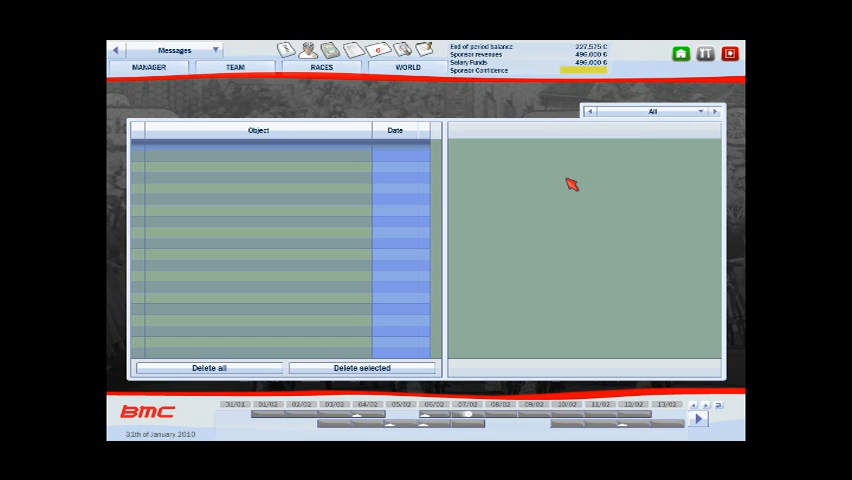 Messages
End of period balance 227,575 €
Sponsor revenues 496,000 €
Salary Funds 496,000 €
Sponsor Confidence
MANAGER TEAM RACES WORLD
All
Object Date
Delete all Delete selected
31/01 01/02 02/02 03/02 04/02 05/02 06/02 07/02 08/02 09/02 10/02 11/02 12/02 13/02
BMC
31th of January 2010